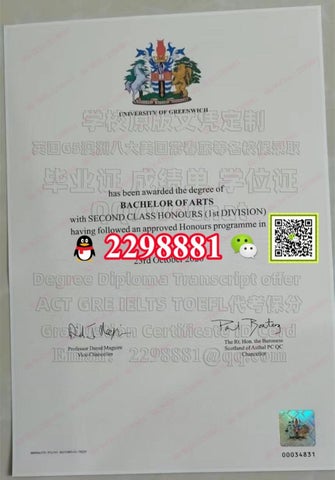 UNIVERSITY OF GREENWICH
学校原版文凭定制
毕业证 成绩单 学位证
has been awarded the degree of
BACHELOR OF ARTS
with SECOND CLASS HONOURS (1st DIVISION)
having followed an approved Honours programme in
2298881
23rd October 2020
Degree Diploma Transcript offer
ACT GRE IELTS TOEFL代考保分
Graduation Certificate ID Card
Email: 2298881@qq.com
Professor David Maguire
Vice-Chancellor
The Rt. Hon. the Baroness
Scotland of Asthal PC QC
Chancellor
00034831